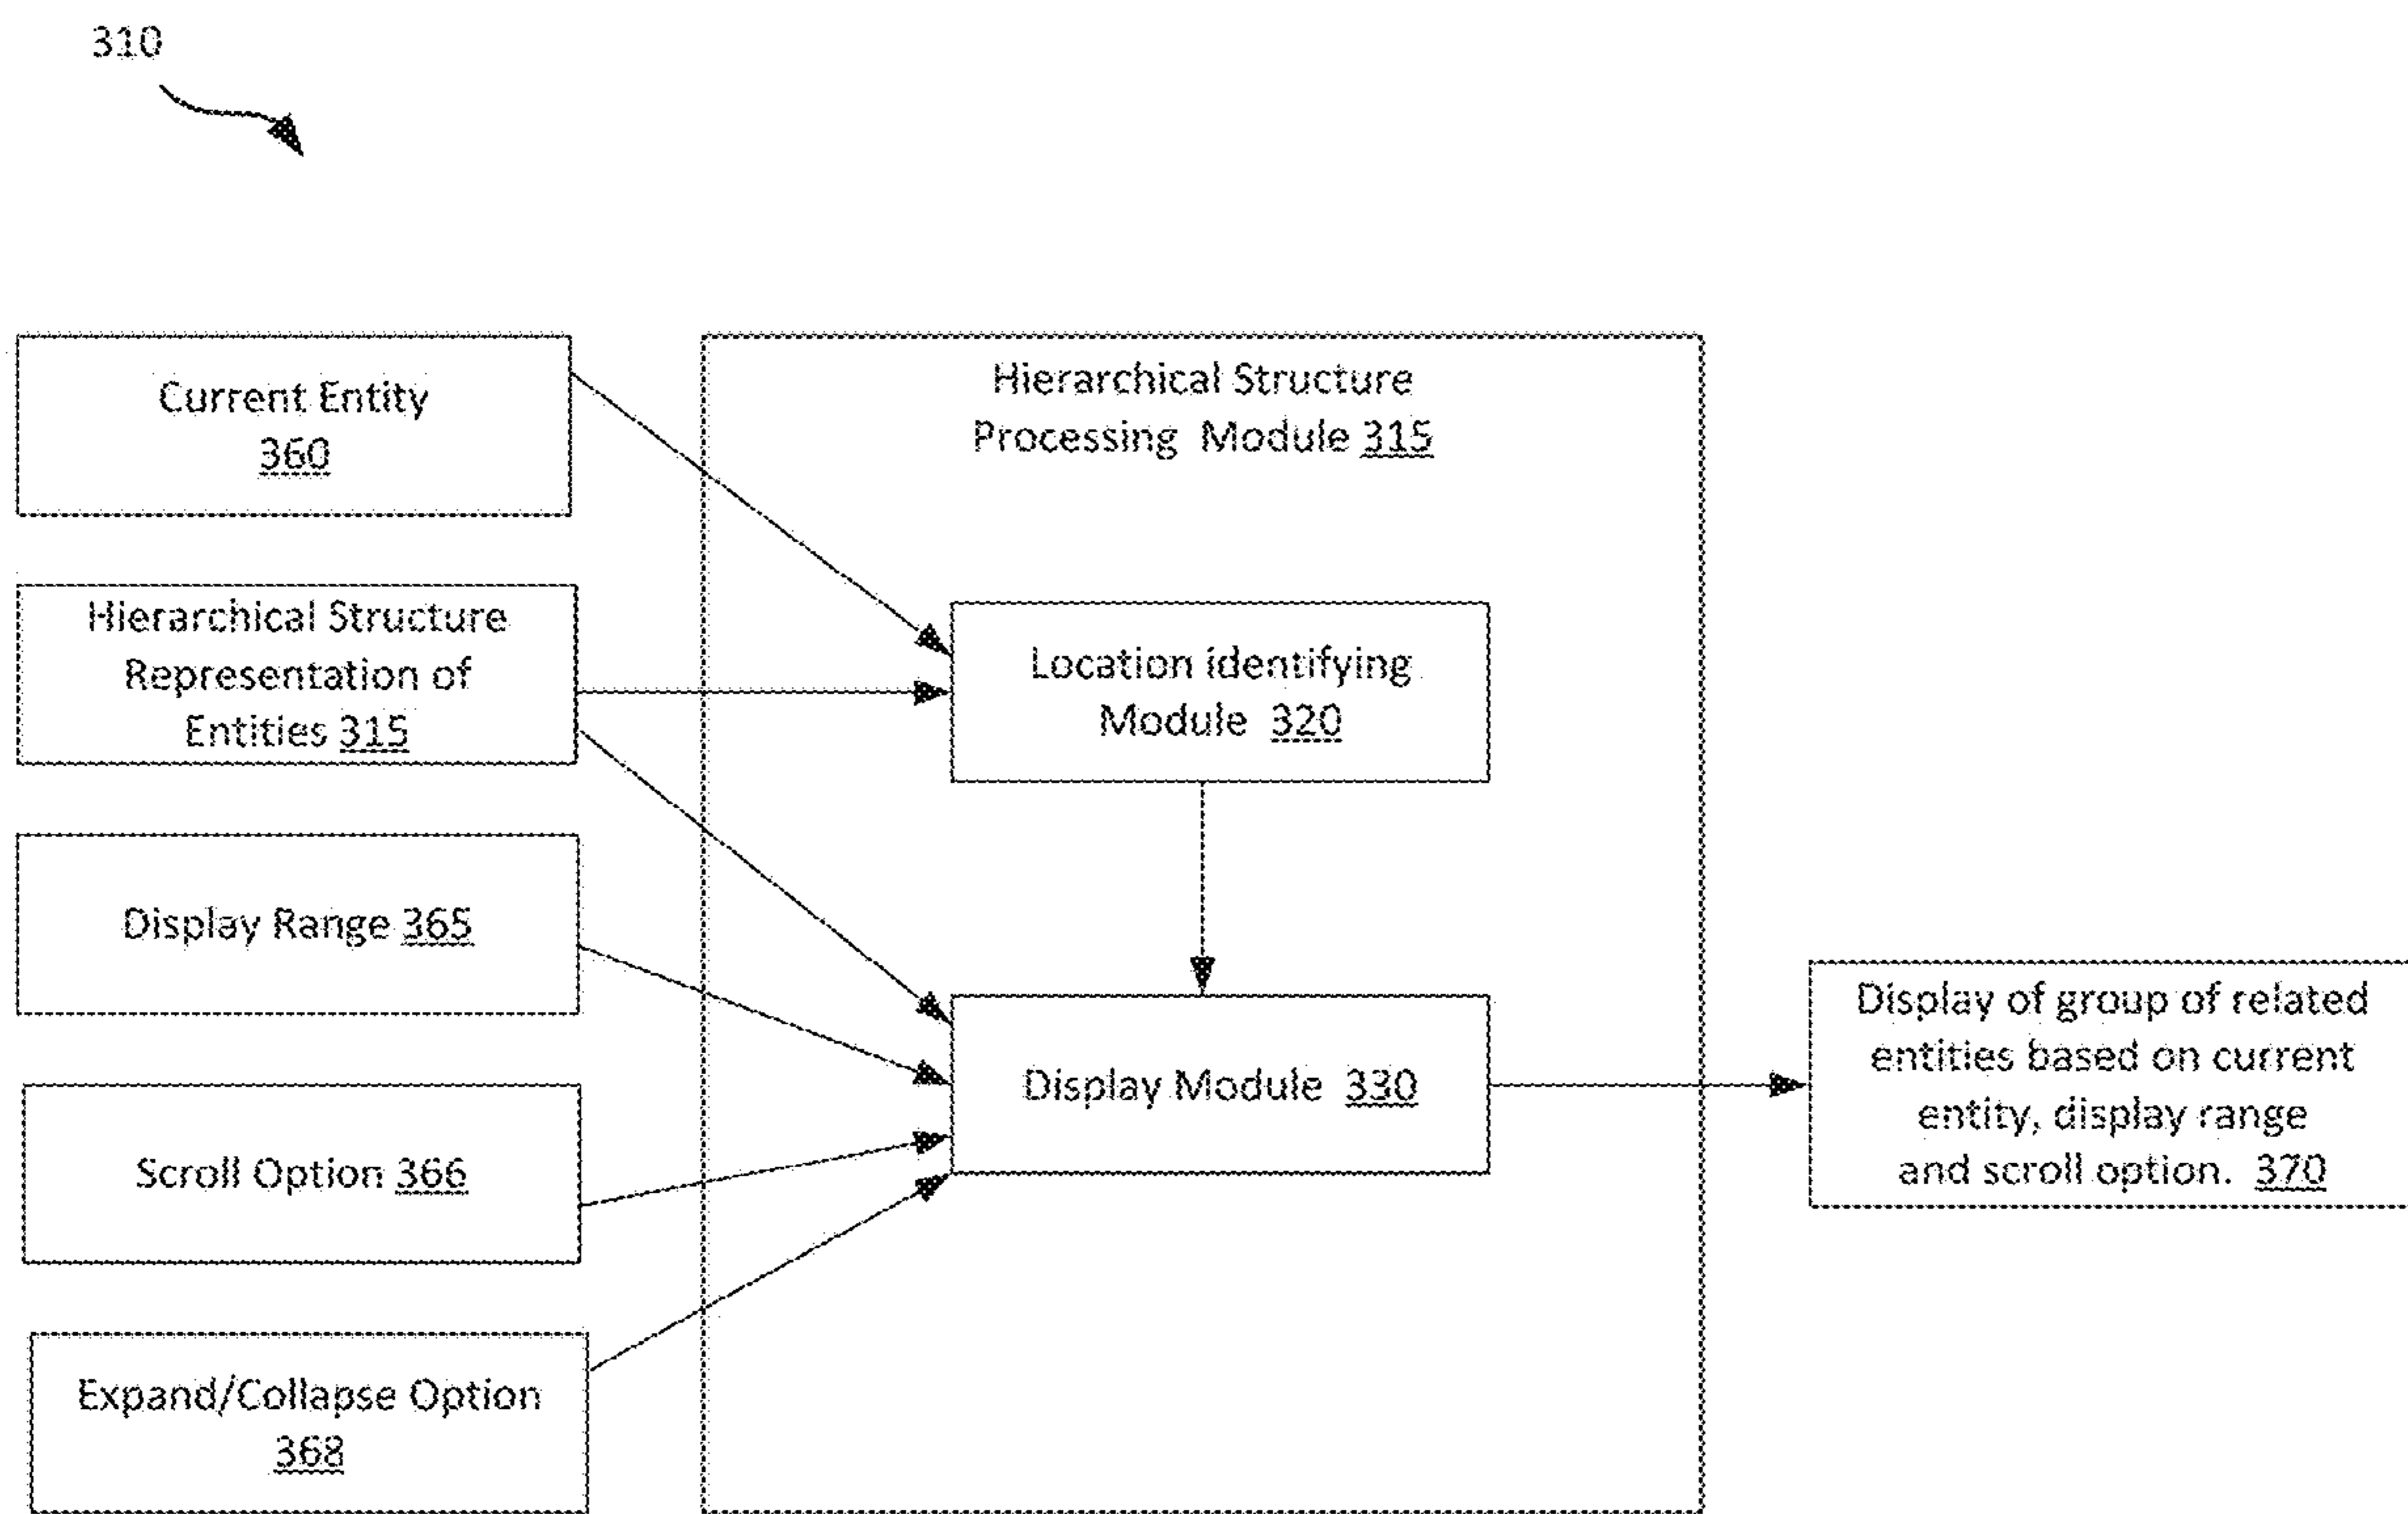 310
Current Entity
360
Hierarchical Structure
Representation of
Entities 315
Display Range 365
Scroll Option 366
Expand/Collapse Option
368
Hierarchical Structure
Processing Module 315
Location identifying
Module 320
Display Module 330
Display of group of related
entities based on current
entity, display range
and scroll option. 370